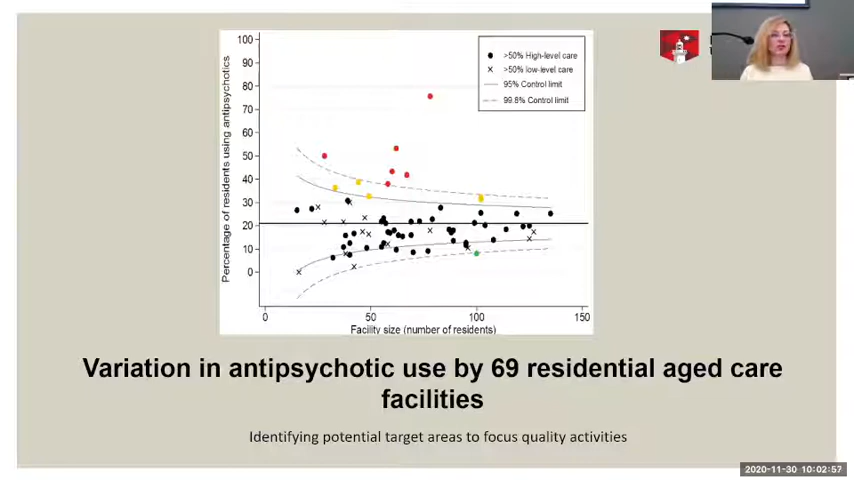 100
90
80
70
60
50
40
30
20
10
0
Percentage of residents using antipsychotics
>50% High-level care
>50% low-level care
95% Control limit
99.8% Control limit
0
50
100
150
Facility size (number of residents)
Variation in antipsychotic use by 69 residential aged care
facilities
Identifying potential target areas to focus quality activities
2020-11-30 10:02:57